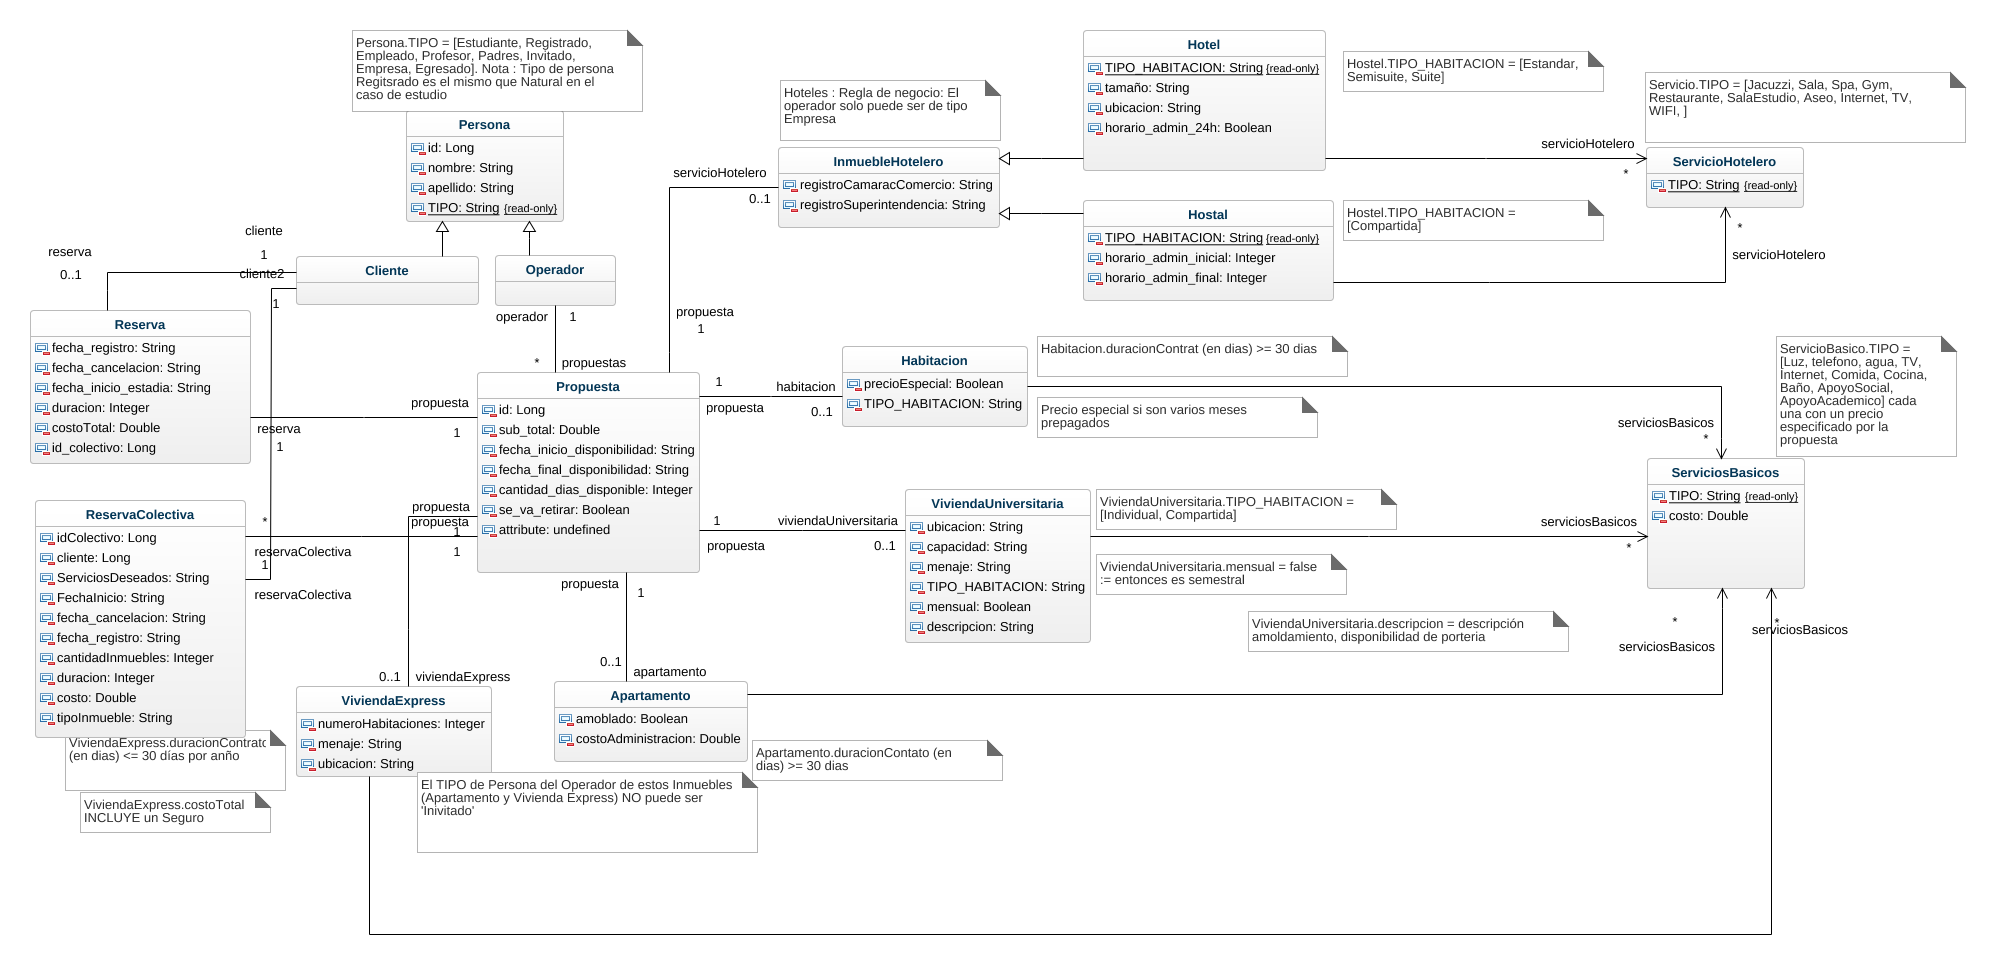 Persona.TIPO = [Estudiante, Registrado,
Empleado, Profesor, Padres, Invitado,
Empresa, Egresado]. Nota : Tipo de persona
Regitsrado es el mismo que Natural en el
caso de estudio
Persona
id: Long
nombre: String
apellido: String
TIPO: String {read-only}
Hoteles : Regla de negocio: El
operador solo puede ser de tipo
Empresa
InmuebleHotelero
registroCamaracComercio: String
registroSuperintendencia: String
Hotel
TIPO_HABITACION: String {read-only}
tamaño: String
ubicacion: String
horario_admin_24h: Boolean
Hostel.TIPO_HABITACION = [Estandar,
Semisuite, Suite]
Servicio.TIPO = [Jacuzzi, Sala, Spa, Gym,
Restaurante, SalaEstudio, Aseo, Internet, TV,
WIFI, ]
servicioHotelero
*
ServicioHotelero
TIPO: String {read-only}
*
servicioHotelero
Hostal
TIPO_HABITACION: String {read-only}
horario_admin_inicial: Integer
horario_admin_final: Integer
Hostel.TIPO_HABITACION =
[Compartida]
servicioHotelero
0..1
propuesta
1
cliente
1
reserva
0..1
cliente2
1
Cliente
Operador
operador
1
*
propuestas
Reserva
fecha_registro: String
fecha_cancelacion: String
fecha_inicio_estadia: String
duracion: Integer
costoTotal: Double
id_colectivo: Long
propuesta
1
reserva
1
Propuesta
id: Long
sub_total: Double
fecha_inicio_disponibilidad: String
fecha_final_disponibilidad: String
cantidad_dias_disponible: Integer
se_va_retirar: Boolean
attribute: undefined
1
propuesta
habitacion
0..1
Habitacion
precioEspecial: Boolean
TIPO_HABITACION: String
Habitacion.duracionContrat (en dias) >= 30 dias
Precio especial si son varios meses
prepagados
serviciosBasicos
*
ServicioBasico.TIPO =
[Luz, telefono, agua, TV,
Internet, Comida, Cocina,
Baño, ApoyoSocial,
ApoyoAcademico] cada
una con un precio
especificado por la
propuesta
ServiciosBasicos
TIPO: String {read-only}
costo: Double
ReservaColectiva
idColectivo: Long
cliente: Long
ServiciosDeseados: String
FechaInicio: String
fecha_cancelacion: String
fecha_registro: String
cantidadInmuebles: Integer
duracion: Integer
costo: Double
tipoInmueble: String
*
reservaColectiva
1
reservaColectiva
propuesta
propuesta
1
1
1
propuesta
viviendaUniversitaria
0..1
ViviendaUniversitaria
ubicacion: String
capacidad: String
menaje: String
TIPO_HABITACION: String
mensual: Boolean
descripcion: String
ViviendaUniversitaria.TIPO_HABITACION =
[Individual, Compartida]
ViviendaUniversitaria.mensual = false
:= entonces es semestral
ViviendaUniversitaria.descripcion = descripción
amoldamiento, disponibilidad de porteria
serviciosBasicos
*
*
serviciosBasicos
*
serviciosBasicos
propuesta
1
0..1
apartamento
0..1
viviendaExpress
ViviendaExpress
numeroHabitaciones: Integer
menaje: String
ubicacion: String
Apartamento
amoblado: Boolean
costoAdministracion: Double
Apartamento.duracionContato (en
dias) >= 30 dias
ViviendaExpress.duracionContrato
(en dias) <= 30 días por anño
ViviendaExpress.costoTotal
INCLUYE un Seguro
El TIPO de Persona del Operador de estos Inmuebles
(Apartamento y Vivienda Express) NO puede ser
'Inivitado'